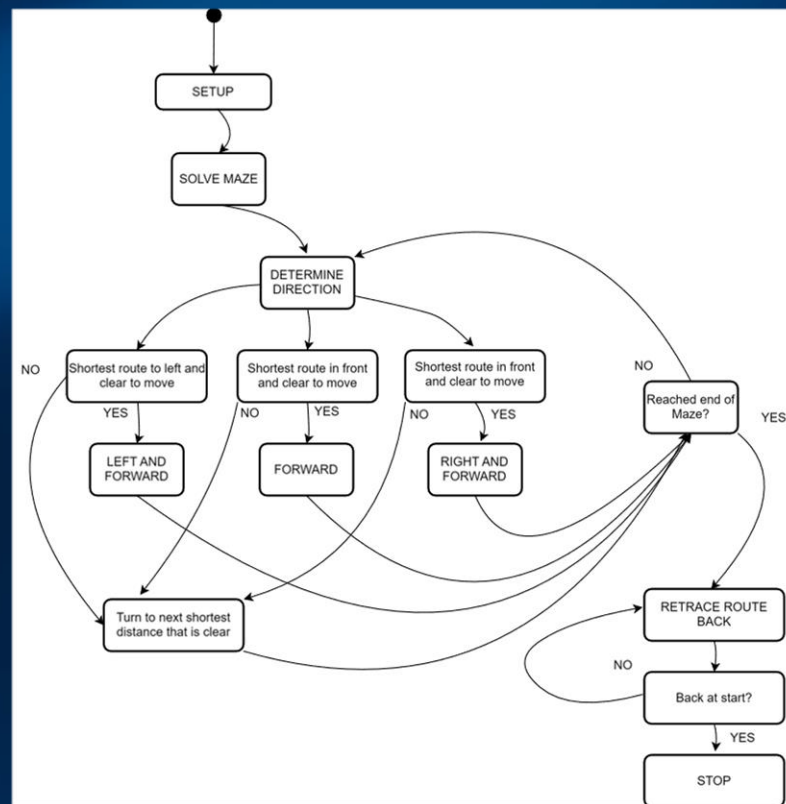 SETUP
SOLVE MAZE
DETERMINE
DIRECTION
NO
Shortest route to left and
clear to move
Shortest route in front
and clear to move
Shortest route in front
and clear to move
NO
Reached end of
Maze?
YES
YES
NO
YES
NO
YES
LEFT AND
FORWARD
FORWARD
RIGHT AND
FORWARD
Turn to next shortest
distance that is clear
RETRACE ROUTE
BACK
NO
Back at start?
YES
STOP